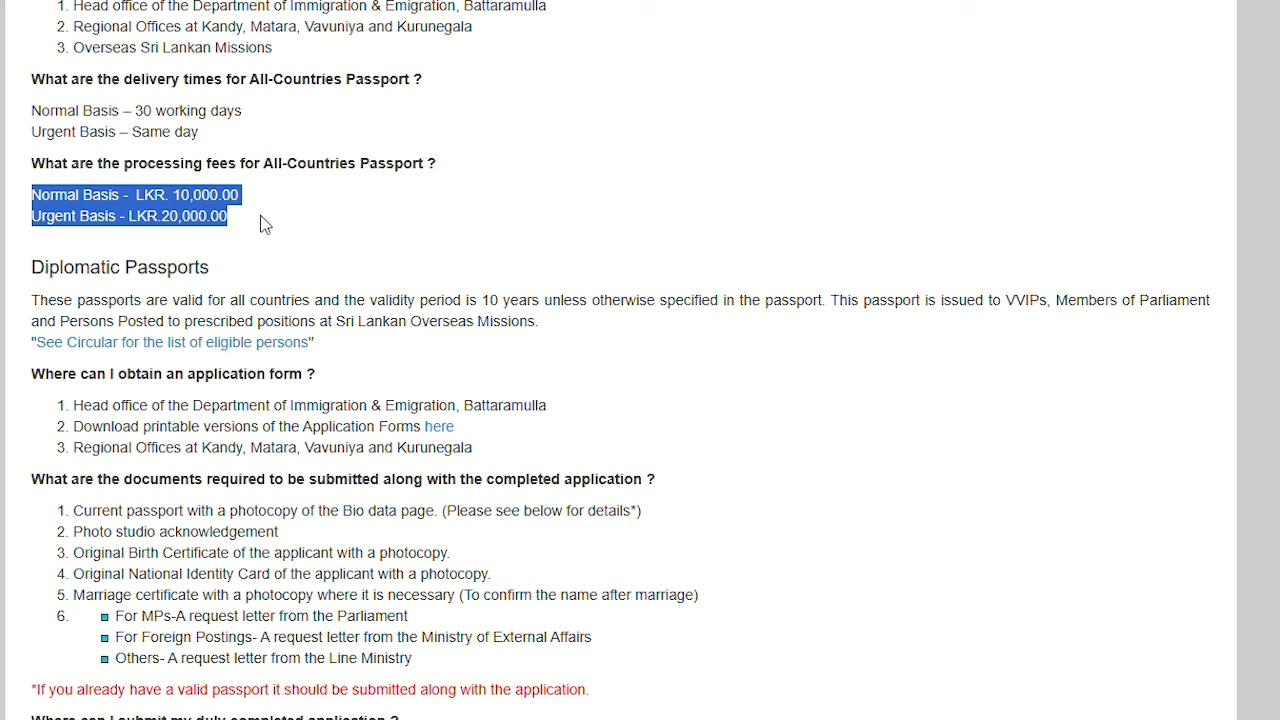 1. Head office of the Department of Immigration & Emigration, Battaramulla
2. Regional Offices at Kandy, Matara, Vavuniya and Kurunegala
3. Overseas Sri Lankan Missions
What are the delivery times for All-Countries Passport ?
Normal Basis – 30 working days
Urgent Basis – Same day
What are the processing fees for All-Countries Passport ?
Normal Basis - LKR. 10,000.00
Urgent Basis - LKR.20,000.00
Diplomatic Passports
These passports are valid for all countries and the validity period is 10 years unless otherwise specified in the passport. This passport is issued to VVIPs, Members of Parliament
and Persons Posted to prescribed positions at Sri Lankan Overseas Missions.
"See Circular for the list of eligible persons"
Where can I obtain an application form ?
1. Head office of the Department of Immigration & Emigration, Battaramulla
2. Download printable versions of the Application Forms here
3. Regional Offices at Kandy, Matara, Vavuniya and Kurunegala
What are the documents required to be submitted along with the completed application ?
1. Current passport with a photocopy of the Bio data page. (Please see below for details*)
2. Photo studio acknowledgement
3. Original Birth Certificate of the applicant with a photocopy.
4. Original National Identity Card of the applicant with a photocopy.
5. Marriage certificate with a photocopy where it is necessary (To confirm the name after marriage)
6. For MPs-A request letter from the Parliament
For Foreign Postings- A request letter from the Ministry of External Affairs
Others- A request letter from the Line Ministry
*If you already have a valid passport it should be submitted along with the application.
Where can I submit my duly completed application ?